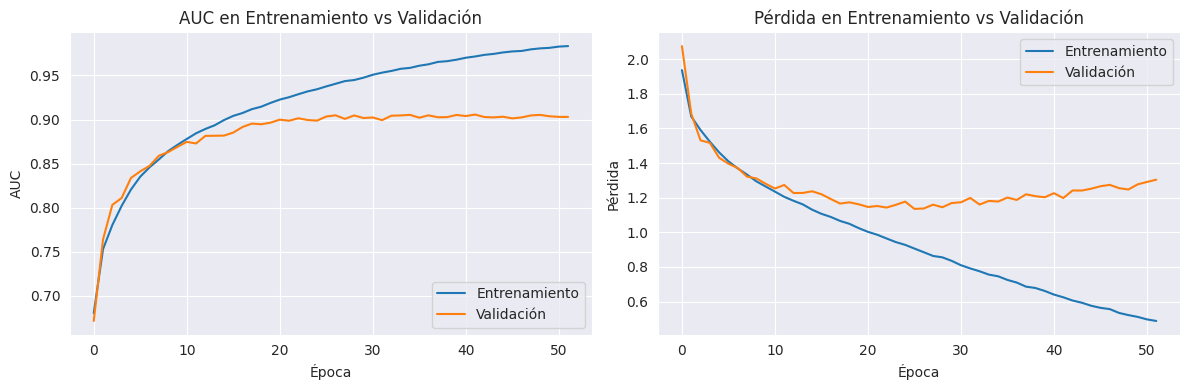 AUC en Entrenamiento vs Validación
AUC
0.95
0.90
0.85
0.80
0.75
0.70
0 10 20 30 40 50
Época
Entrenamiento
Validación
Pérdida en Entrenamiento vs Validación
Pérdida
2.0
1.8
1.6
1.4
1.2
1.0
0.8
0.6
0 10 20 30 40 50
Época
Entrenamiento
Validación